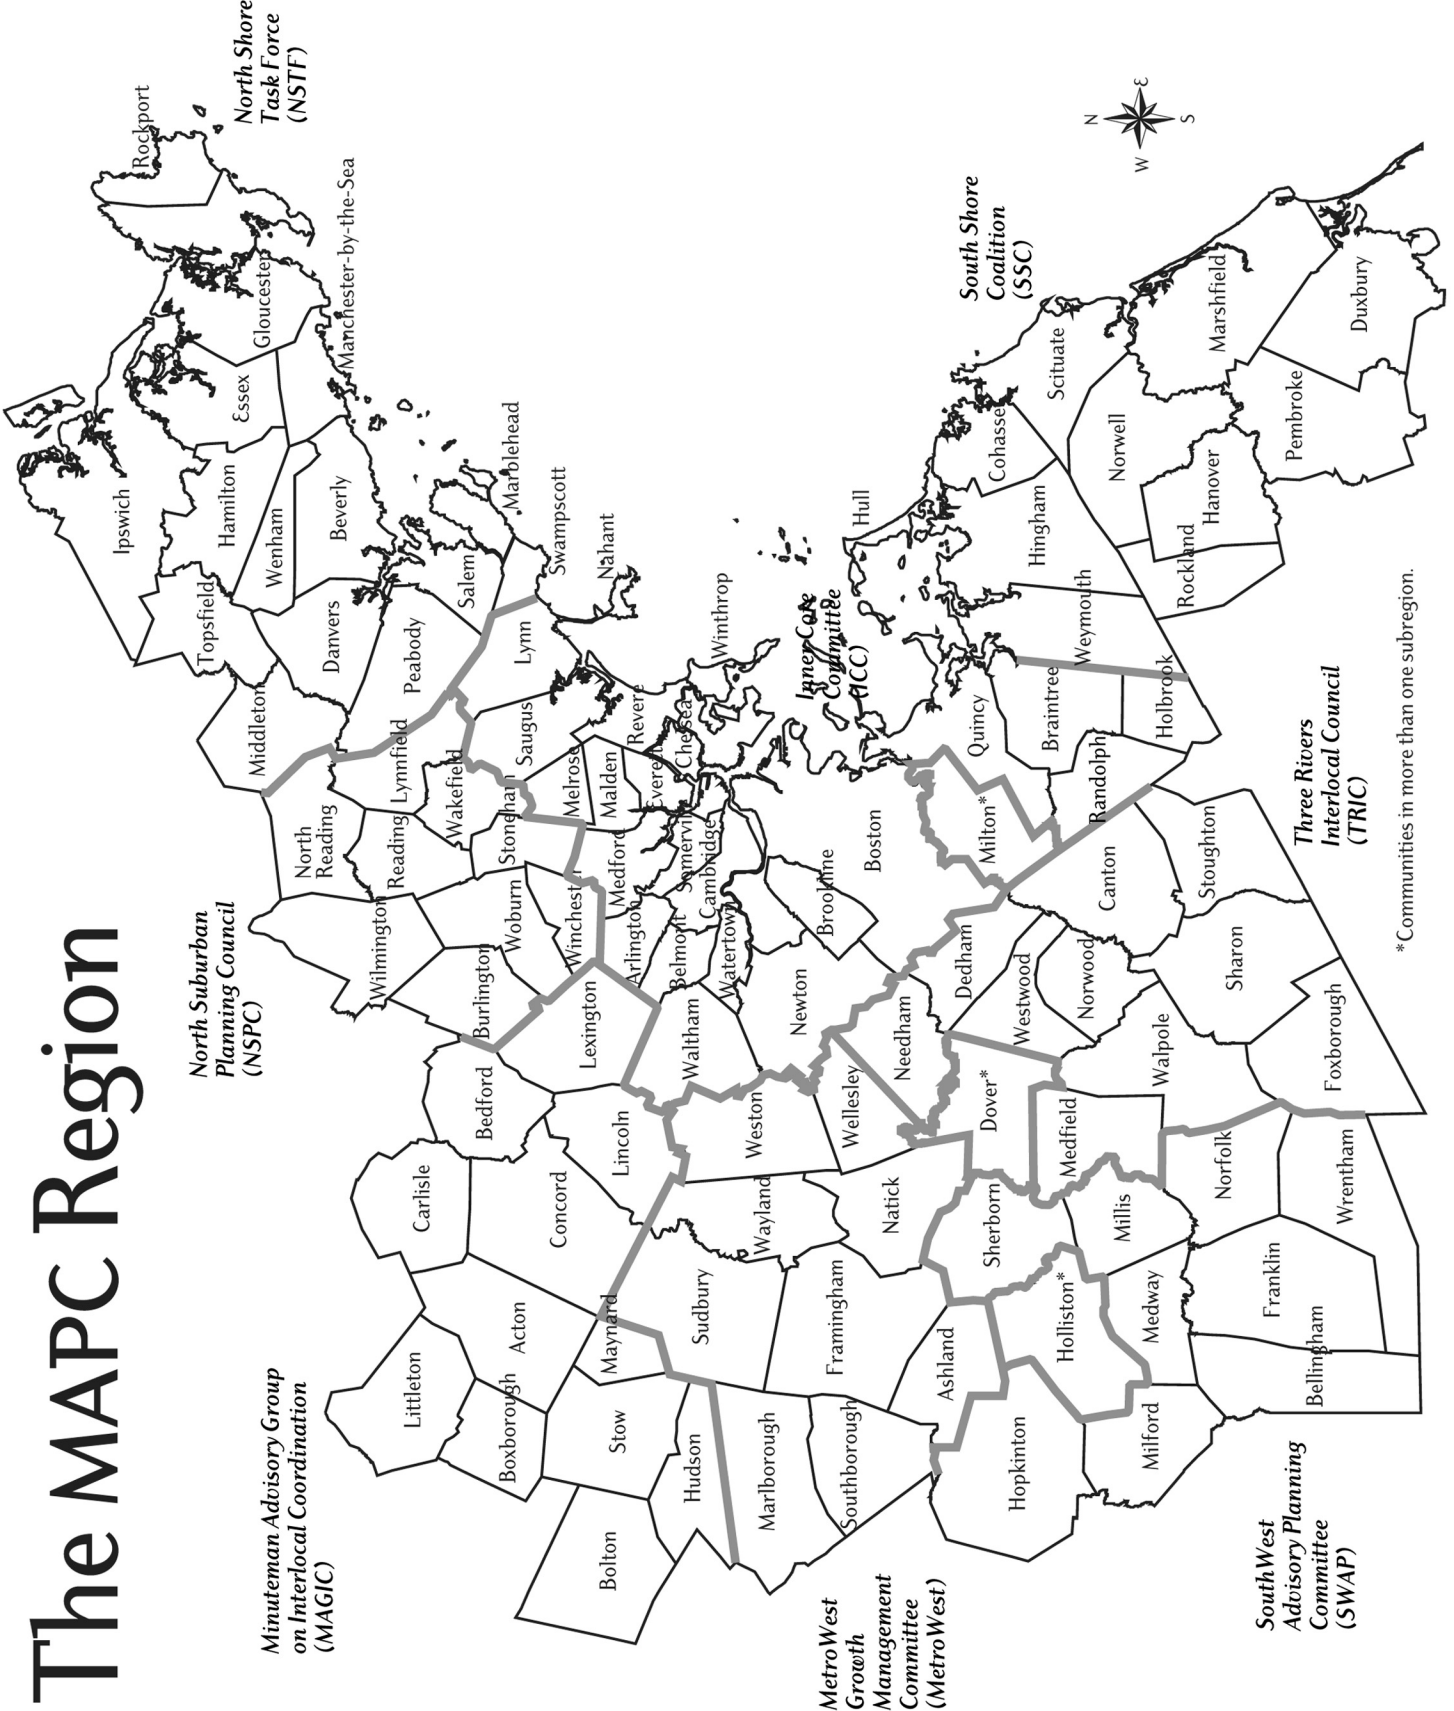 The MAPC Region
North Shore
Task Force
(NSTF)
Rockport
Gloucester
Manchester-by-the-Sea
Essex
Ipswich
Hamilton
Wenham
Beverly
Topsfield
Danvers
Middleton
Peabody
Salem
Marblehead
Swampscott
Nahant
Lynn
North Suburban
Planning Council
(NSPC)
North
Reading
Lynnfield
Reading
Wakefield
Stoneham
Wilmington
Woburn
Winchester
Burlington
Saugus
Melrose
Malden
Revere
Everett
Chelsea
Winthrop
Medford
Somerville
Cambridge
Arlington
Belmont
Watertown
Waltham
Newton
Brookline
Boston
Milton*
Quincy
Inner Core
Committee
(ICC)
Minuteman Advisory Group
on Interlocal Coordination
(MAGIC)
Bedford
Lexington
Lincoln
Carlisle
Concord
Acton
Maynard
Littleton
Boxborough
Stow
Hudson
Bolton
MetroWest
Growth
Management
Committee
(MetroWest)
Weston
Wellesley
Wayland
Natick
Sudbury
Framingham
Ashland
Marlborough
Southborough
Holliston*
SouthWest
Advisory Planning
Committee
(SWAP)
Hopkinton
Milford
Medway
Millis
Sherborn
Dover*
Norfolk
Wrentham
Franklin
Bellingham
Three Rivers
Interlocal Council
(TRIC)
Needham
Dedham
Westwood
Norwood
Canton
Medfield
Walpole
Sharon
Stoughton
Foxborough
Randolph
South Shore
Coalition
(SSC)
Hull
Cohasset
Scituate
Hingham
Norwell
Marshfield
Duxbury
Pembroke
Hanover
Rockland
Weymouth
Braintree
Holbrook
N
E
S
W
*Communities in more than one subregion.